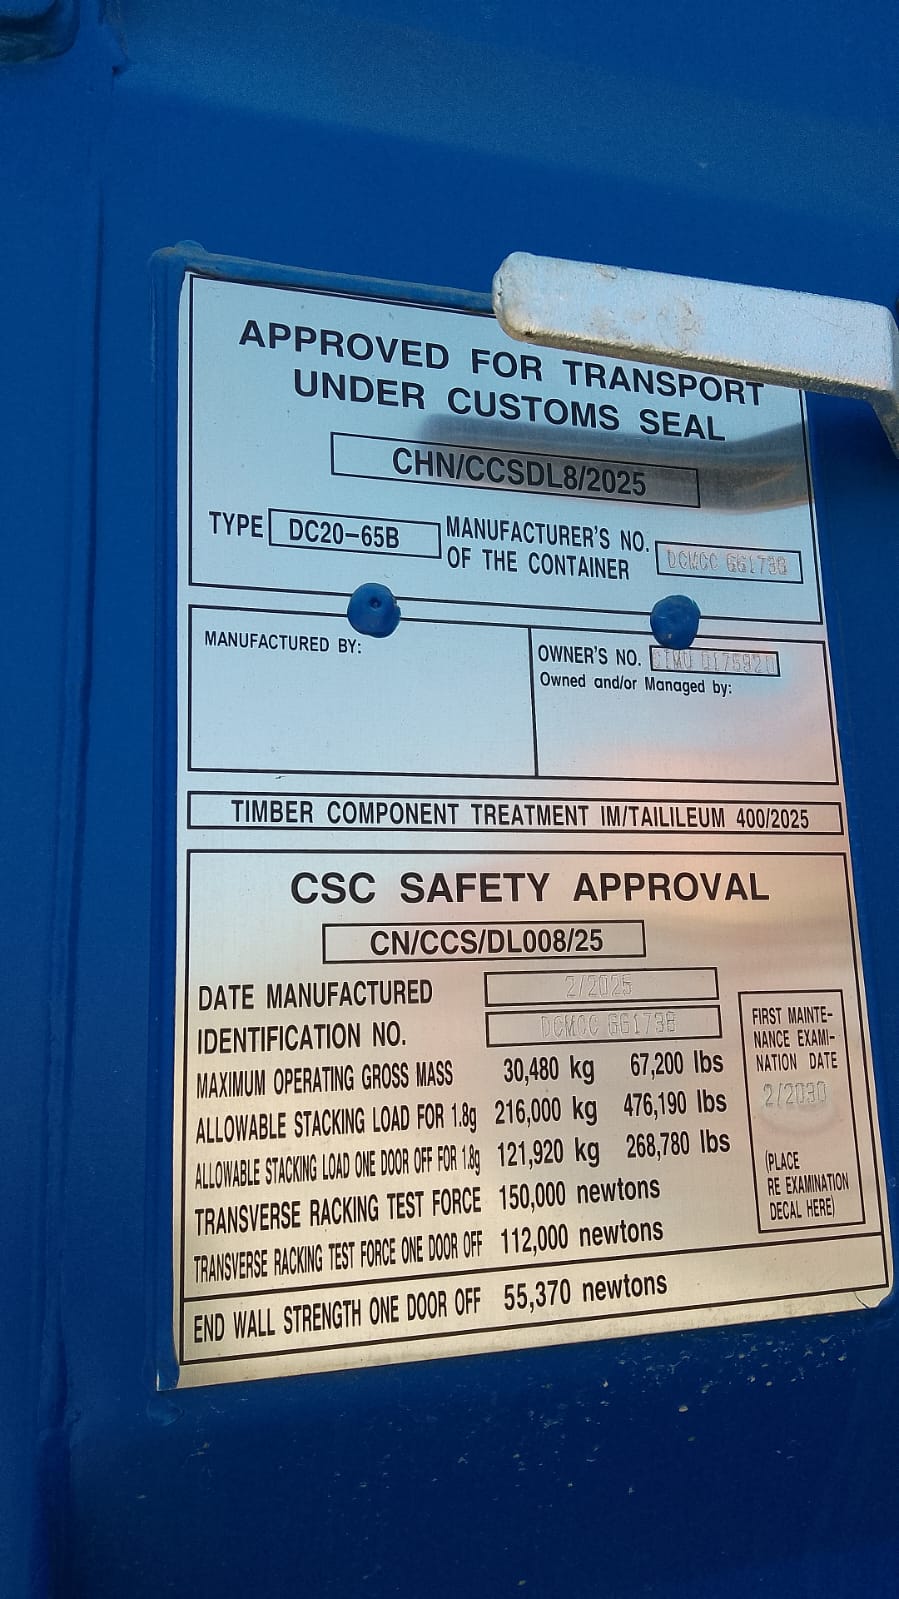 APPROVED FOR TRANSPORT
UNDER CUSTOMS SEAL
CHN/CCSDL8/2025
TYPE DC20-65B MANUFACTURER'S NO.
OF THE CONTAINER DCMCC 661738
MANUFACTURED BY:
OWNER'S NO.
Owned and/or Managed by:
TIMBER COMPONENT TREATMENT IM/TAILILEUM 400/2025
CSC SAFETY APPROVAL
CN/CCS/DL008/25
DATE MANUFACTURED 2/2025
IDENTIFICATION NO. DCMCC 661738
MAXIMUM OPERATING GROSS MASS 30,480 kg 67,200 lbs
ALLOWABLE STACKING LOAD FOR 1.8g 216,000 kg 476,190 lbs
ALLOWABLE STACKING LOAD ONE DOOR OFF FOR 1.8g 121,920 kg 268,780 lbs
TRANSVERSE RACKING TEST FORCE 150,000 newtons
TRANSVERSE RACKING TEST FORCE ONE DOOR OFF 112,000 newtons
END WALL STRENGTH ONE DOOR OFF 55,370 newtons
FIRST MAINTE-
NANCE EXAMI-
NATION DATE
2/2030
(PLACE
RE EXAMINATION
DECAL HERE)